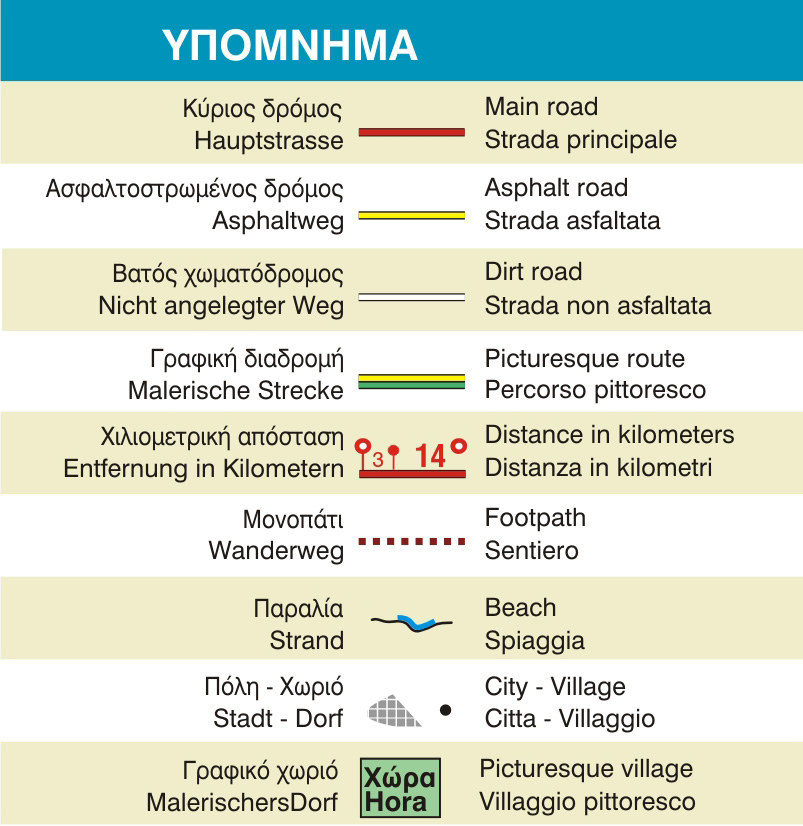 ΥΠΟΜΝΗΜΑ
Κύριος δρόμος
Hauptstrasse
Main road
Strada principale
Ασφαλτοστρωμένος δρόμος
Asphaltweg
Asphalt road
Strada asfaltata
Βατός χωματόδρομος
Nicht angelegter Weg
Dirt road
Strada non asfaltata
Γραφική διαδρομή
Malerische Strecke
Picturesque route
Percorso pittoresco
Χιλιομετρική απόσταση
Entfernung in Kilometern
3 14
Distance in kilometers
Distanza in kilometri
Μονοπάτι
Wanderweg
Footpath
Sentiero
Παραλία
Strand
Beach
Spiaggia
Πόλη - Χωριό
Stadt - Dorf
City - Village
Citta - Villaggio
Γραφικό χωριό
MalerischersDorf
Χώρα
Hora
Picturesque village
Villaggio pittoresco